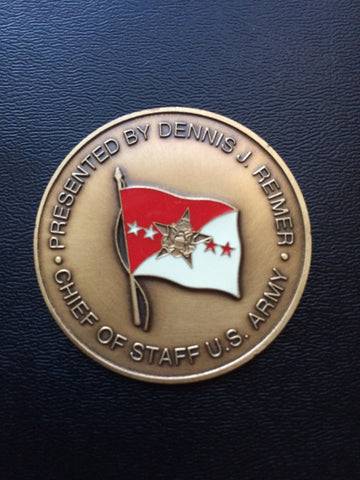 • PRESENTED BY DENNIS J. REIMER •
CHIEF OF STAFF U.S. ARMY